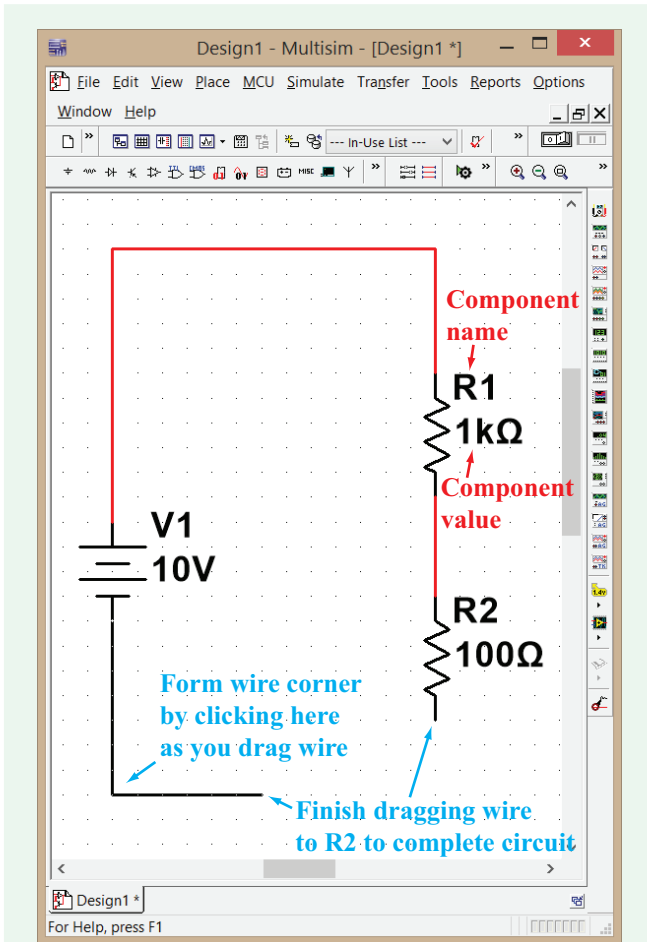 Design1 - Multisim - [Design1 *]
File Edit View Place MCU Simulate Transfer Tools Reports Options
Window Help
» --- In-Use List --- »
MISC » » »
Component
name
R1
1kΩ
Component
value
V1
10V
R2
100Ω
Form wire corner
by clicking here
as you drag wire
Finish dragging wire
to R2 to complete circuit
Design1 *
For Help, press F1